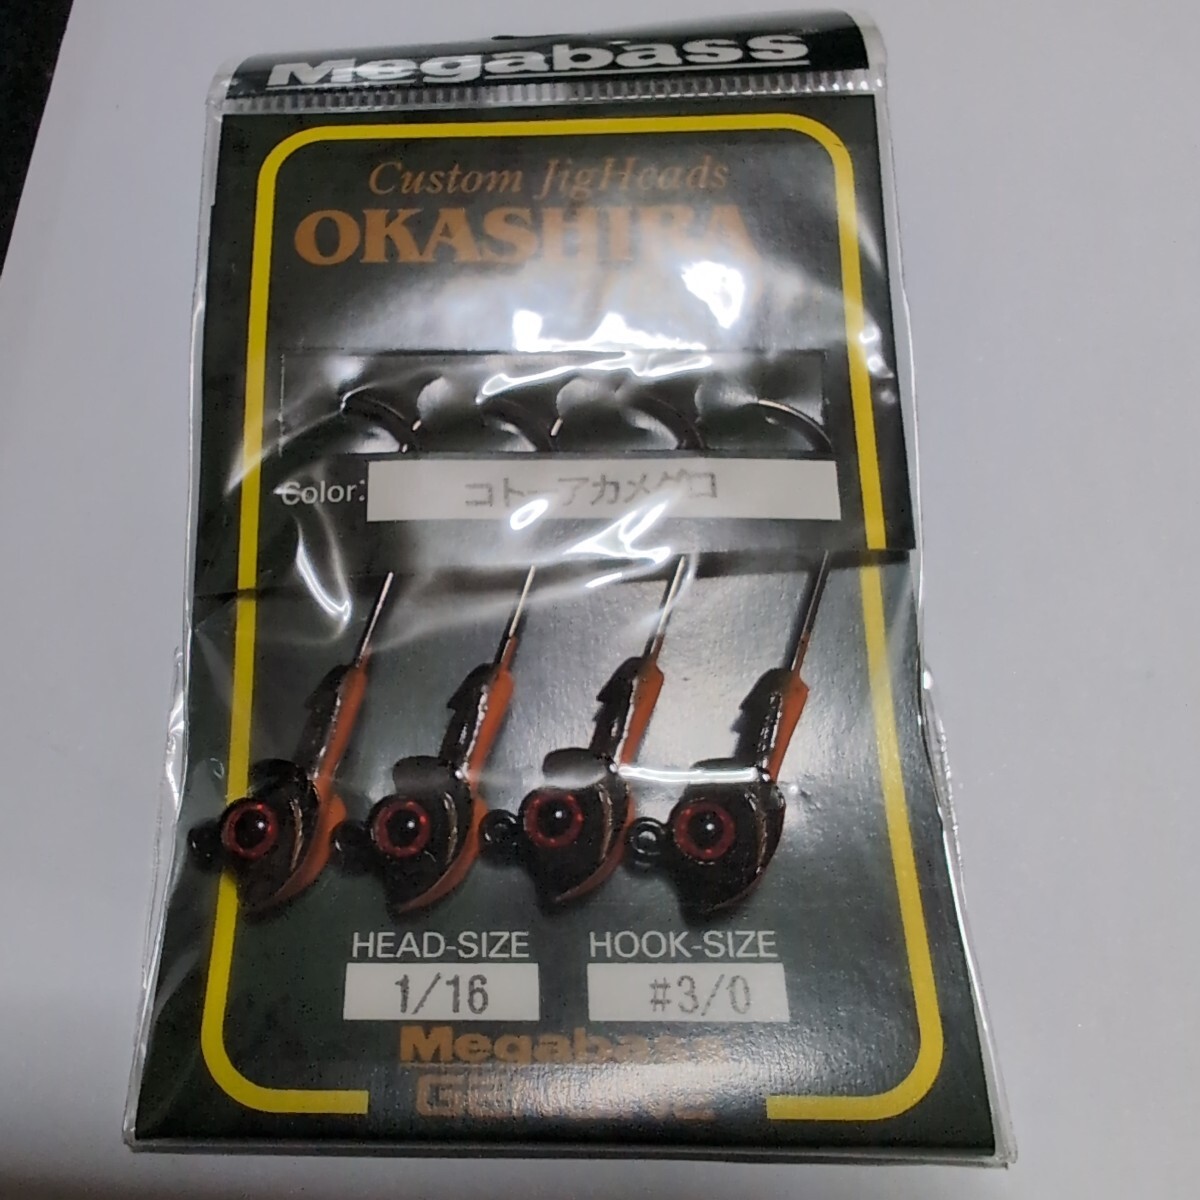 Megabass
Custom JigHeads
OKASHIRA
Color: コトーアカメグロ
HEAD-SIZE HOOK-SIZE
1/16 #3/0
Megabass